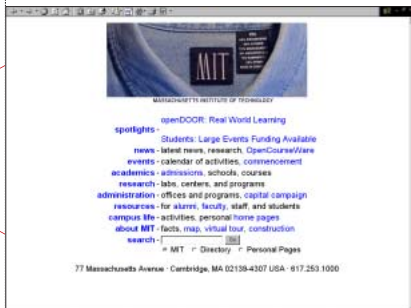 MIT
MASSACHUSETTS INSTITUTE OF TECHNOLOGY
openDOOR: Real World Learning
spotlights -
Students: Large Events Funding Available
news - latest news, research, OpenCourseWare
events - calendar of activities, commencement
academics - admissions, schools, courses
research - labs, centers, and programs
administration - offices and programs, capital campaign
resources - for alumni, faculty, staff, and students
campus life - activities, personal home pages
about MIT - facts, map, virtual tour, construction
search - Go
MIT Directory Personal Pages
77 Massachusetts Avenue · Cambridge, MA 02139-4307 USA · 617.253.1000